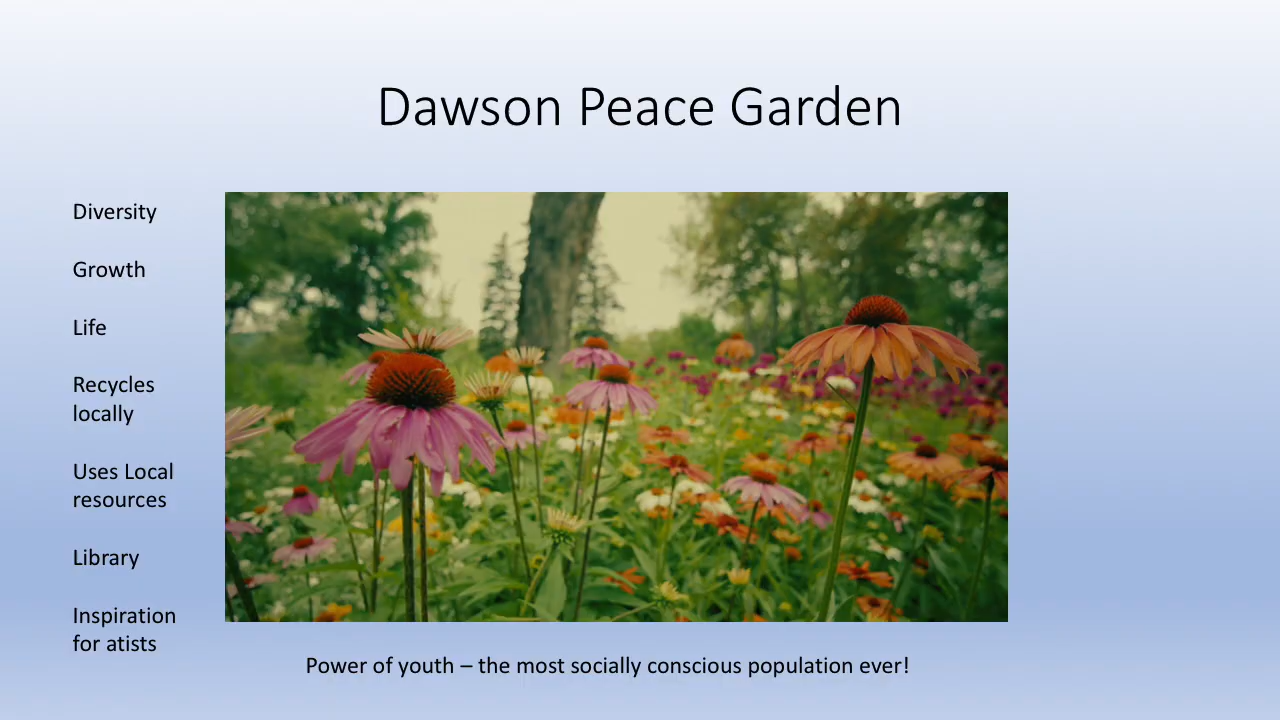 Dawson Peace Garden
Diversity
Growth
Life
Recycles
locally
Uses Local
resources
Library
Inspiration
for atists
Power of youth – the most socially conscious population ever!